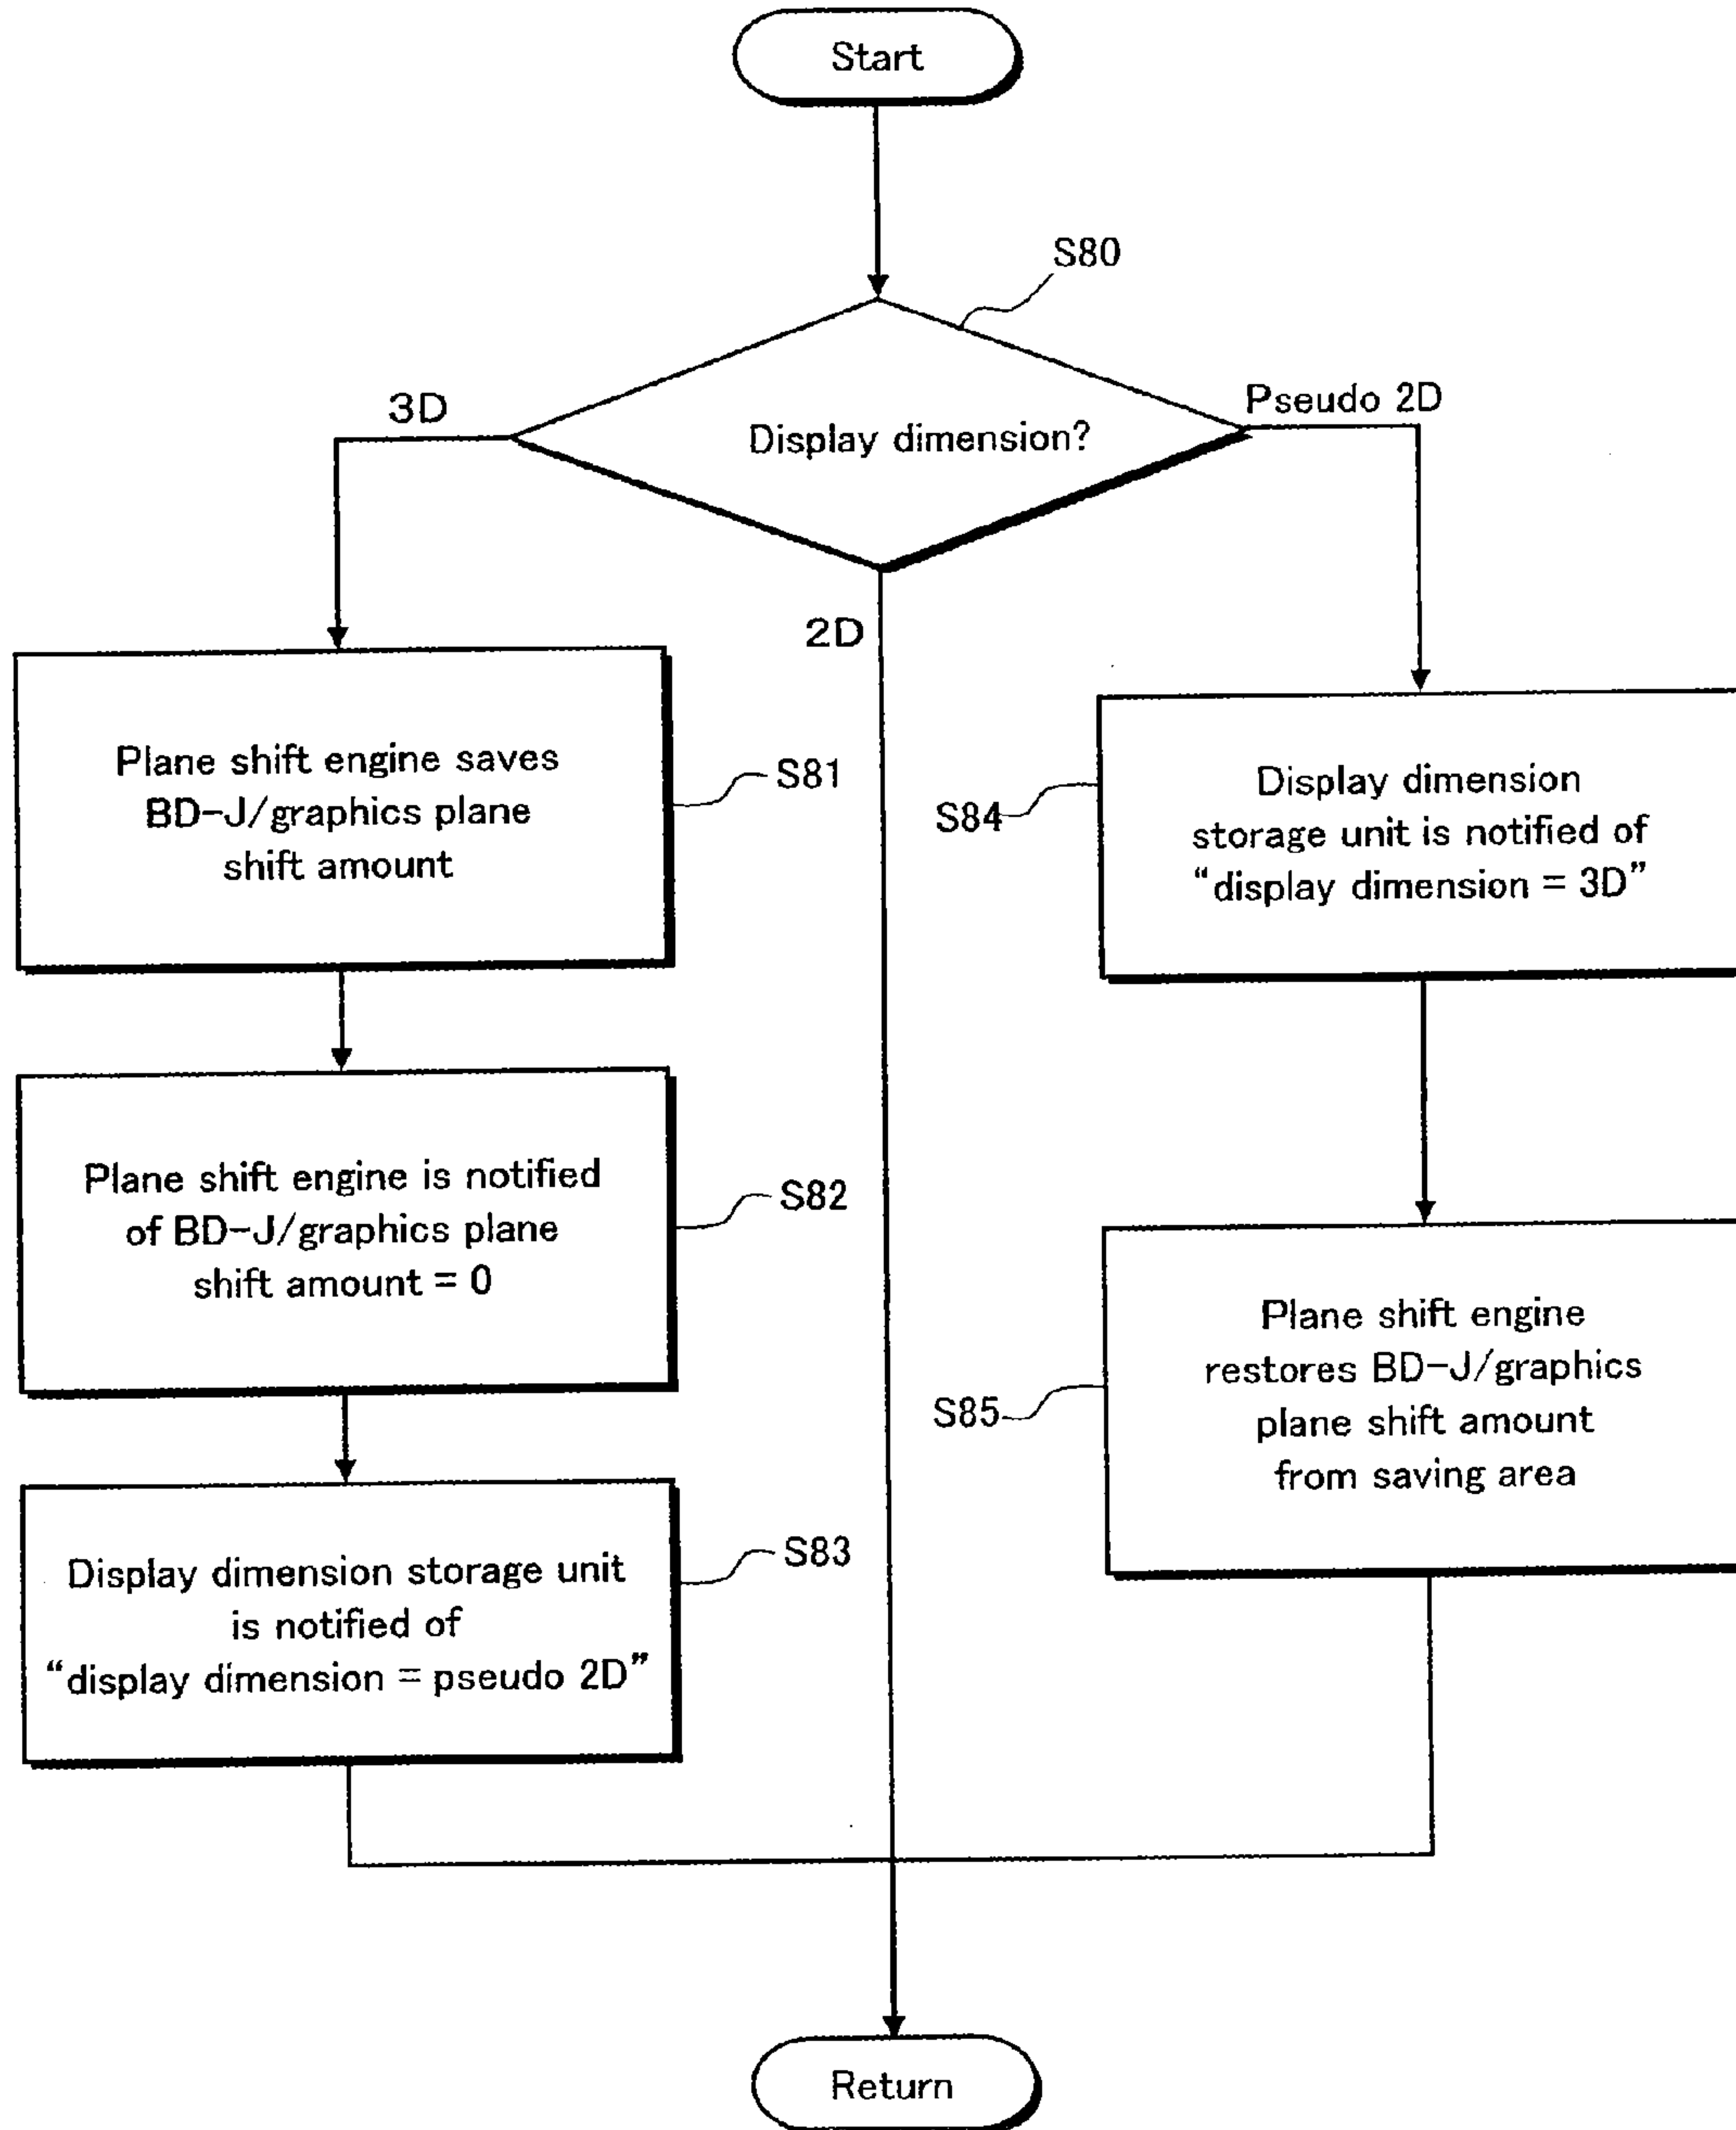 Start
S80
3D
Display dimension?
Pseudo 2D
2D
Plane shift engine saves
BD-J/graphics plane
shift amount
S81
S84
Display dimension
storage unit is notified of
“display dimension = 3D”
Plane shift engine is notified
of BD-J/graphics plane
shift amount = 0
S82
S85
Plane shift engine
restores BD-J/graphics
plane shift amount
from saving area
Display dimension storage unit
is notified of
“display dimension = pseudo 2D”
S83
Return